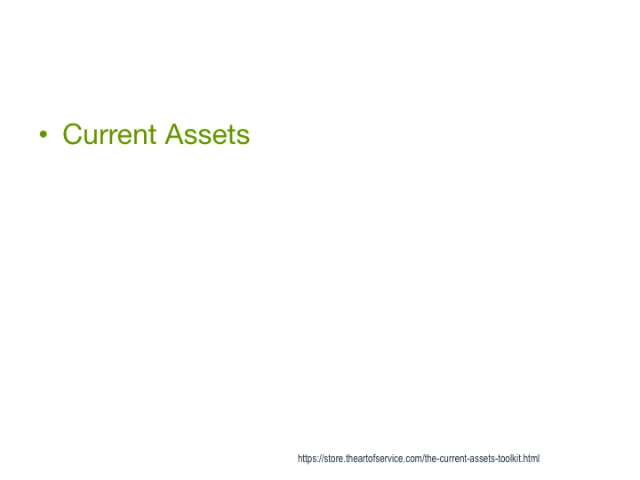 • Current Assets
https://store.theartofservice.com/the-current-assets-toolkit.html